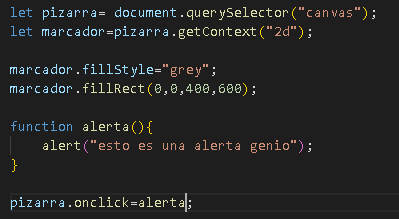 let pizarra= document.querySelector("canvas");
let marcador=pizarra.getContext("2d");
marcador.fillStyle="grey";
marcador.fillRect(0,0,400,600);
function alerta(){
alert("esto es una alerta genio");
}
pizarra.onclick=alerta;